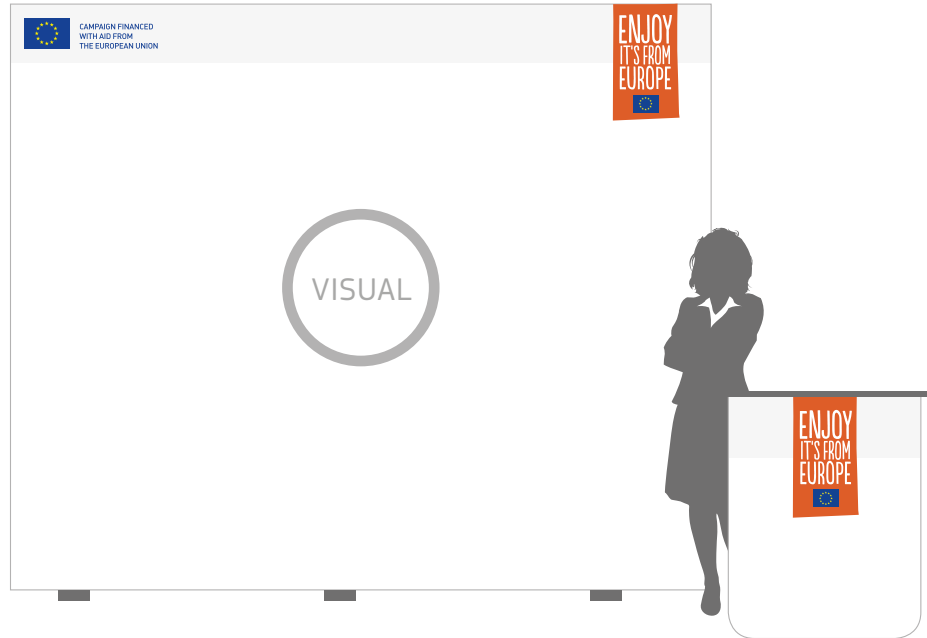 CAMPAIGN FINANCED
WITH AID FROM
THE EUROPEAN UNION
ENJOY
IT'S FROM
EUROPE
VISUAL
ENJOY
IT'S FROM
EUROPE